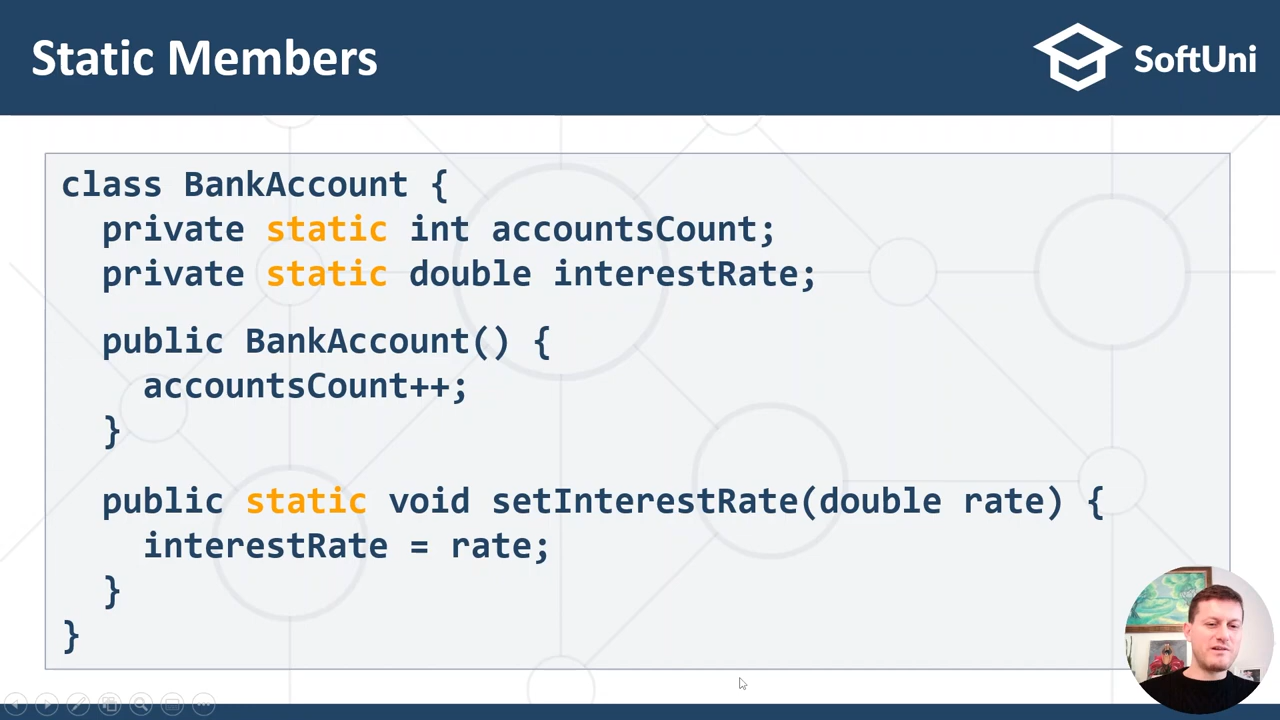 Static Members
SoftUni
class BankAccount {
private static int accountsCount;
private static double interestRate;
public BankAccount() {
accountsCount++;
}
public static void setInterestRate(double rate) {
interestRate = rate;
}
}